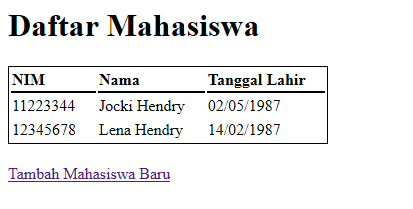 Daftar Mahasiswa
NIM Nama Tanggal Lahir
11223344 Jocki Hendry 02/05/1987
12345678 Lena Hendry 14/02/1987
Tambah Mahasiswa Baru